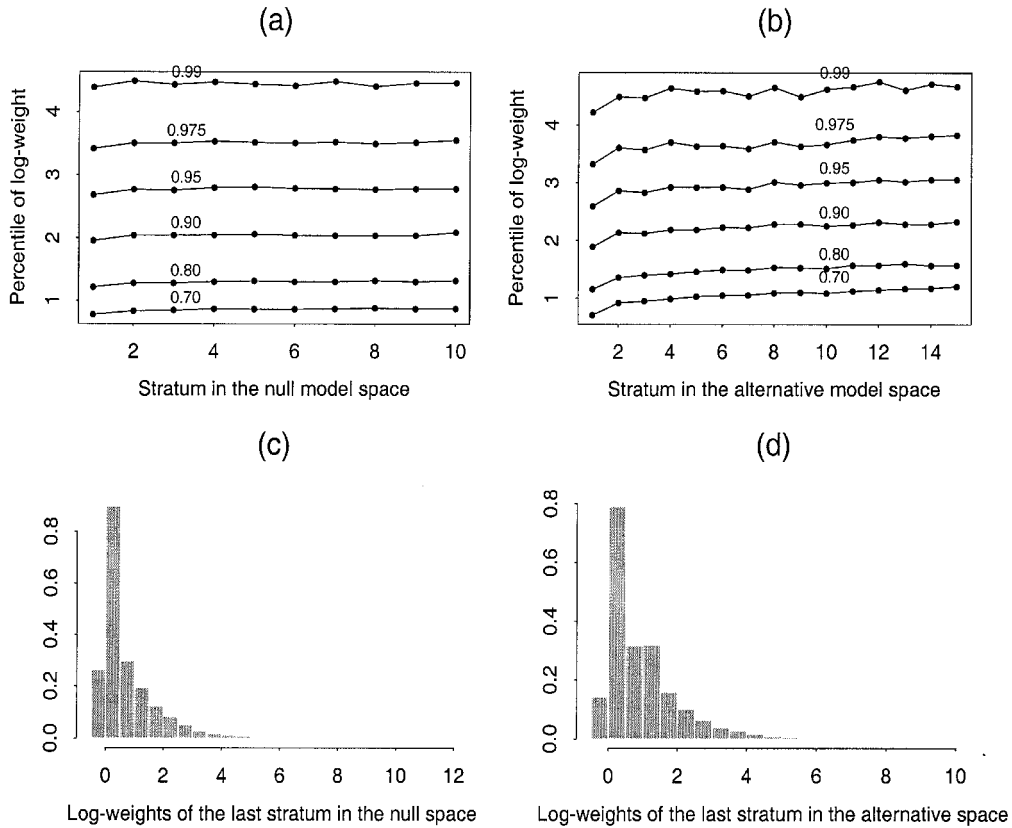 (a)
Percentile of log-weight
4
3
2
1
0.99
0.975
0.95
0.90
0.80
0.70
2 4 6 8 10
Stratum in the null model space
(b)
Percentile of log-weight
4
3
2
1
0.99
0.975
0.95
0.90
0.80
0.70
2 4 6 8 10 12 14
Stratum in the alternative model space
(c)
0.8
0.6
0.4
0.2
0.0
0 2 4 6 8 10 12
Log-weights of the last stratum in the null space
(d)
0.8
0.6
0.4
0.2
0.0
0 2 4 6 8 10
Log-weights of the last stratum in the alternative space